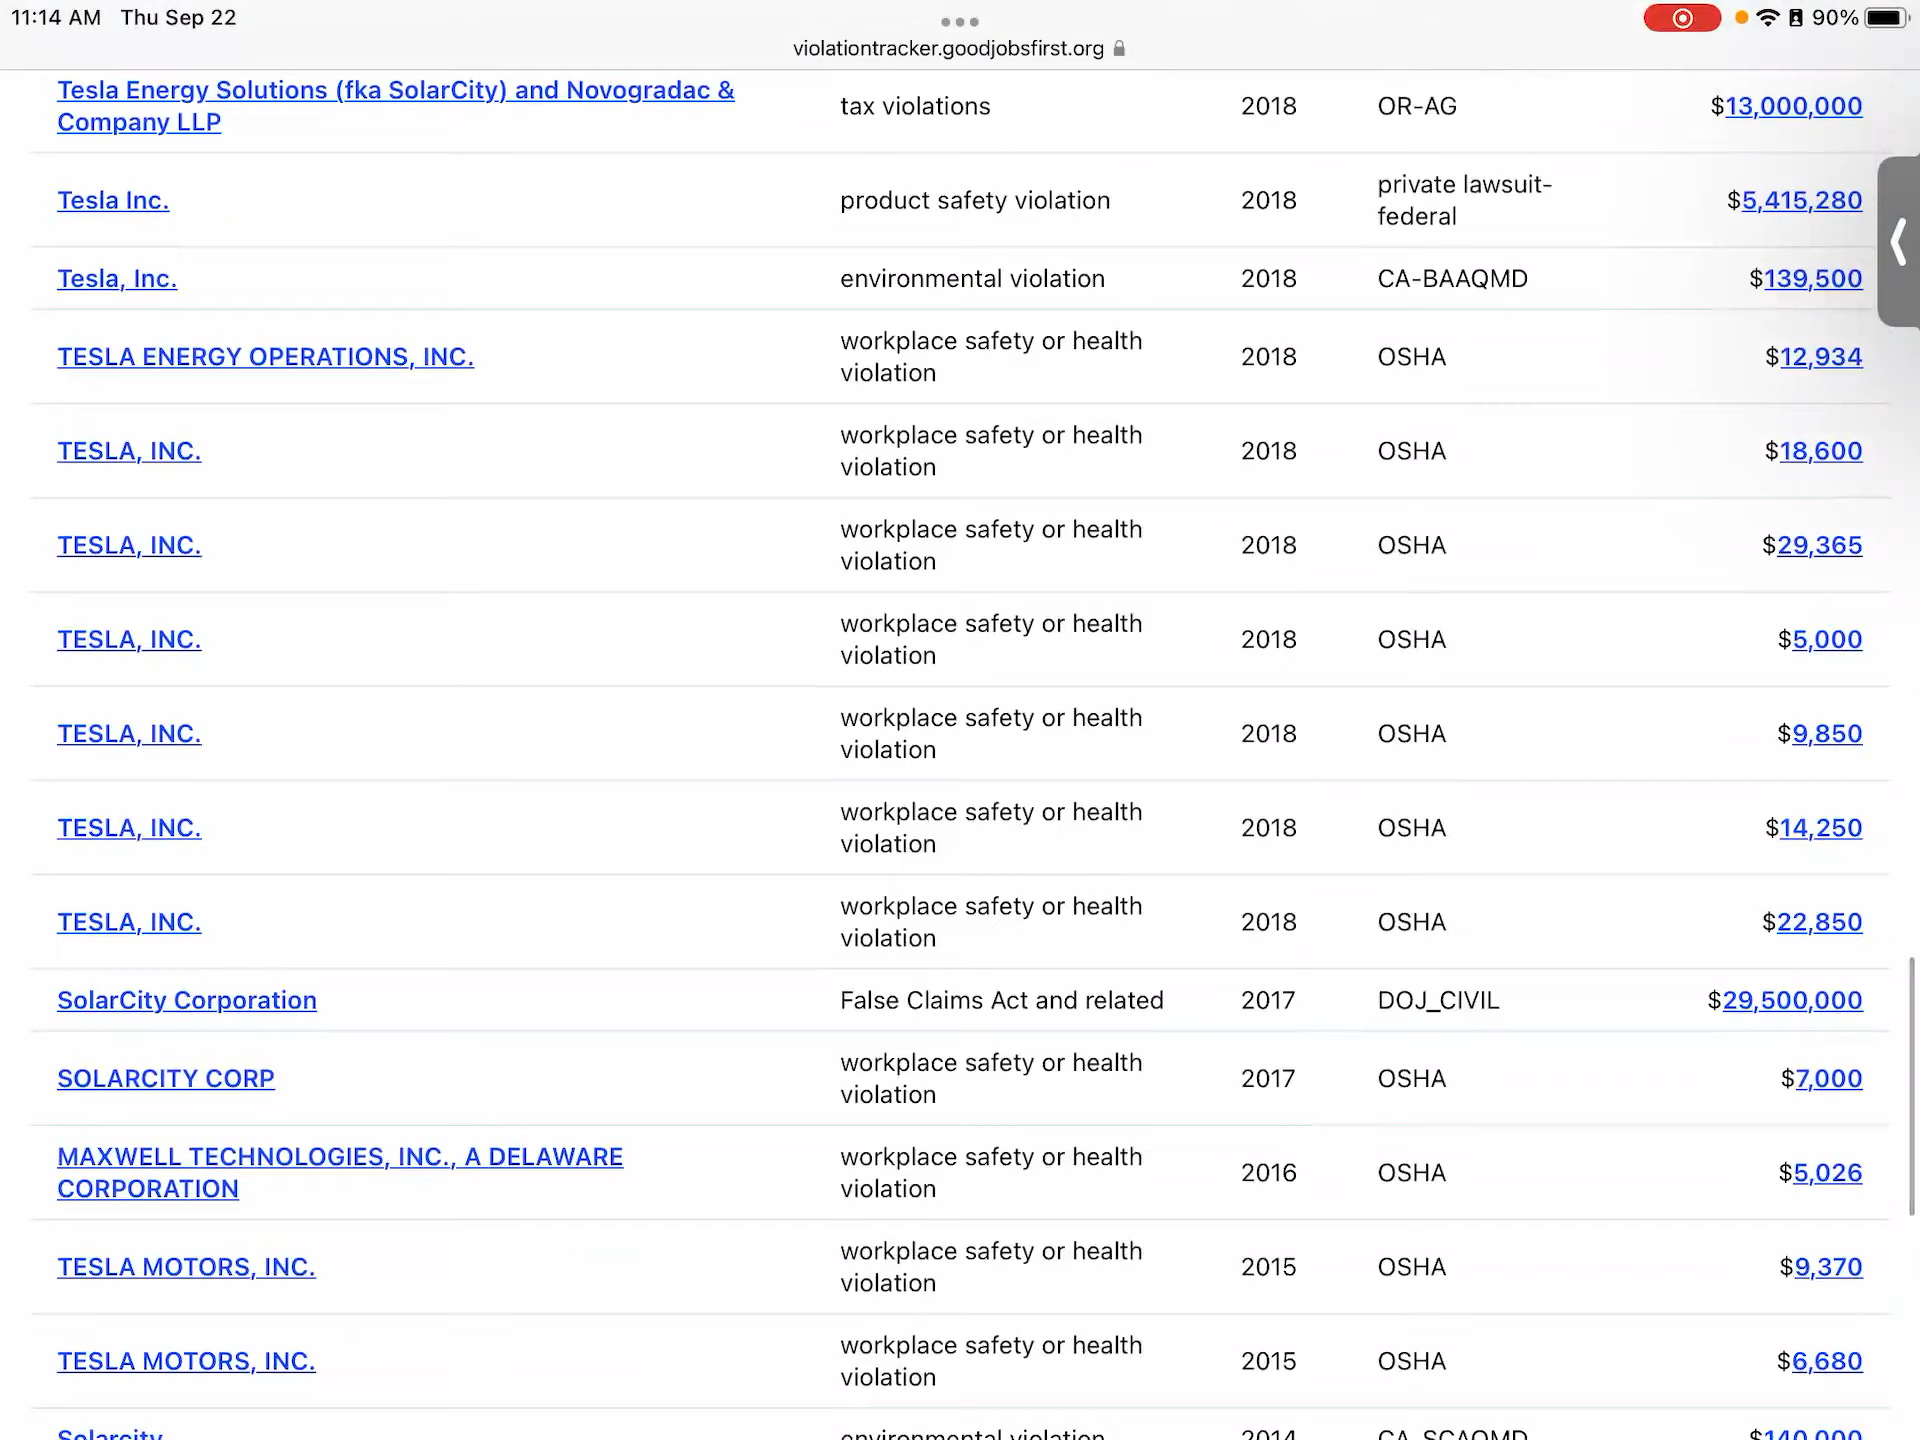 11:14 AM Thu Sep 22
90%
violationtracker.goodjobsfirst.org
Tesla Energy Solutions (fka SolarCity) and Novogradac &
Company LLP
tax violations 2018 OR-AG $13,000,000
Tesla Inc. product safety violation 2018 private lawsuit-
federal $5,415,280
Tesla, Inc. environmental violation 2018 CA-BAAQMD $139,500
TESLA ENERGY OPERATIONS, INC. workplace safety or health
violation 2018 OSHA $12,934
TESLA, INC. workplace safety or health
violation 2018 OSHA $18,600
TESLA, INC. workplace safety or health
violation 2018 OSHA $29,365
TESLA, INC. workplace safety or health
violation 2018 OSHA $5,000
TESLA, INC. workplace safety or health
violation 2018 OSHA $9,850
TESLA, INC. workplace safety or health
violation 2018 OSHA $14,250
TESLA, INC. workplace safety or health
violation 2018 OSHA $22,850
SolarCity Corporation False Claims Act and related 2017 DOJ_CIVIL $29,500,000
SOLARCITY CORP workplace safety or health
violation 2017 OSHA $7,000
MAXWELL TECHNOLOGIES, INC., A DELAWARE
CORPORATION workplace safety or health
violation 2016 OSHA $5,026
TESLA MOTORS, INC. workplace safety or health
violation 2015 OSHA $9,370
TESLA MOTORS, INC. workplace safety or health
violation 2015 OSHA $6,680
Solarcity environmental violation 2014 CA-SCAQMD $140,000